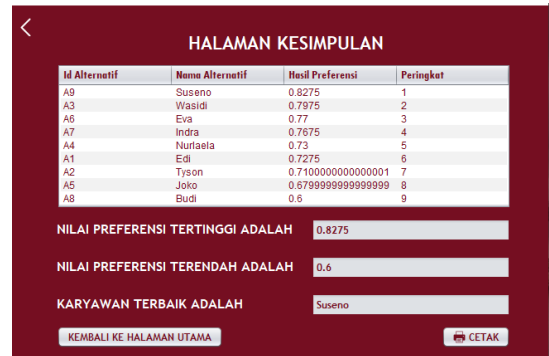 HALAMAN KESIMPULAN
Id Alternatif Nama Alternatif Hasil Preferensi Peringkat
A9 Suseno 0.8275 1
A3 Wasidi 0.7975 2
A6 Eva 0.77 3
A7 Indra 0.7675 4
A4 Nurlaela 0.73 5
A1 Edi 0.7275 6
A2 Tyson 0.7100000000000001 7
A5 Joko 0.6799999999999999 8
A8 Budi 0.6 9
NILAI PREFERENSI TERTINGGI ADALAH 0.8275
NILAI PREFERENSI TERENDAH ADALAH 0.6
KARYAWAN TERBAIK ADALAH Suseno
KEMBALI KE HALAMAN UTAMA CETAK